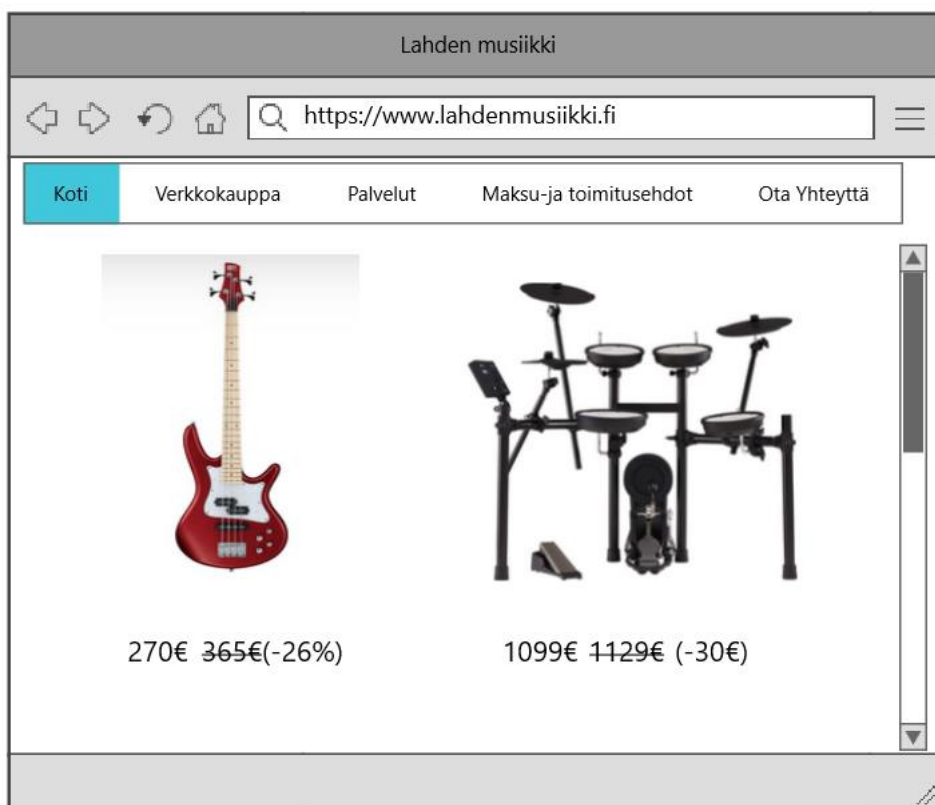 Lahden musiikki
https://www.lahdenmusiikki.fi
Koti Verkkokauppa Palvelut Maksu-ja toimitusehdot Ota Yhteyttä
270€ 365€(-26%) 1099€ 1129€ (-30€)